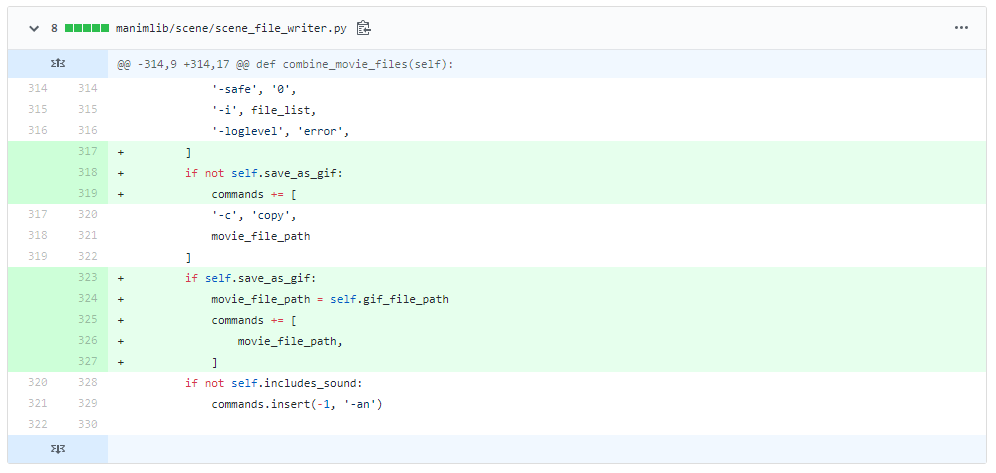 8 manimlib/scene/scene_file_writer.py ...
@@ -314,9 +314,17 @@ def combine_movie_files(self):
314 314 '-safe', '0',
315 315 '-i', file_list,
316 316 '-loglevel', 'error',
317 + ]
318 + if not self.save_as_gif:
319 + commands += [
317 320 '-c', 'copy',
318 321 movie_file_path
319 322 ]
323 + if self.save_as_gif:
324 + movie_file_path = self.gif_file_path
325 + commands += [
326 + movie_file_path,
327 + ]
320 328 if not self.includes_sound:
321 329 commands.insert(-1, '-an')
322 330